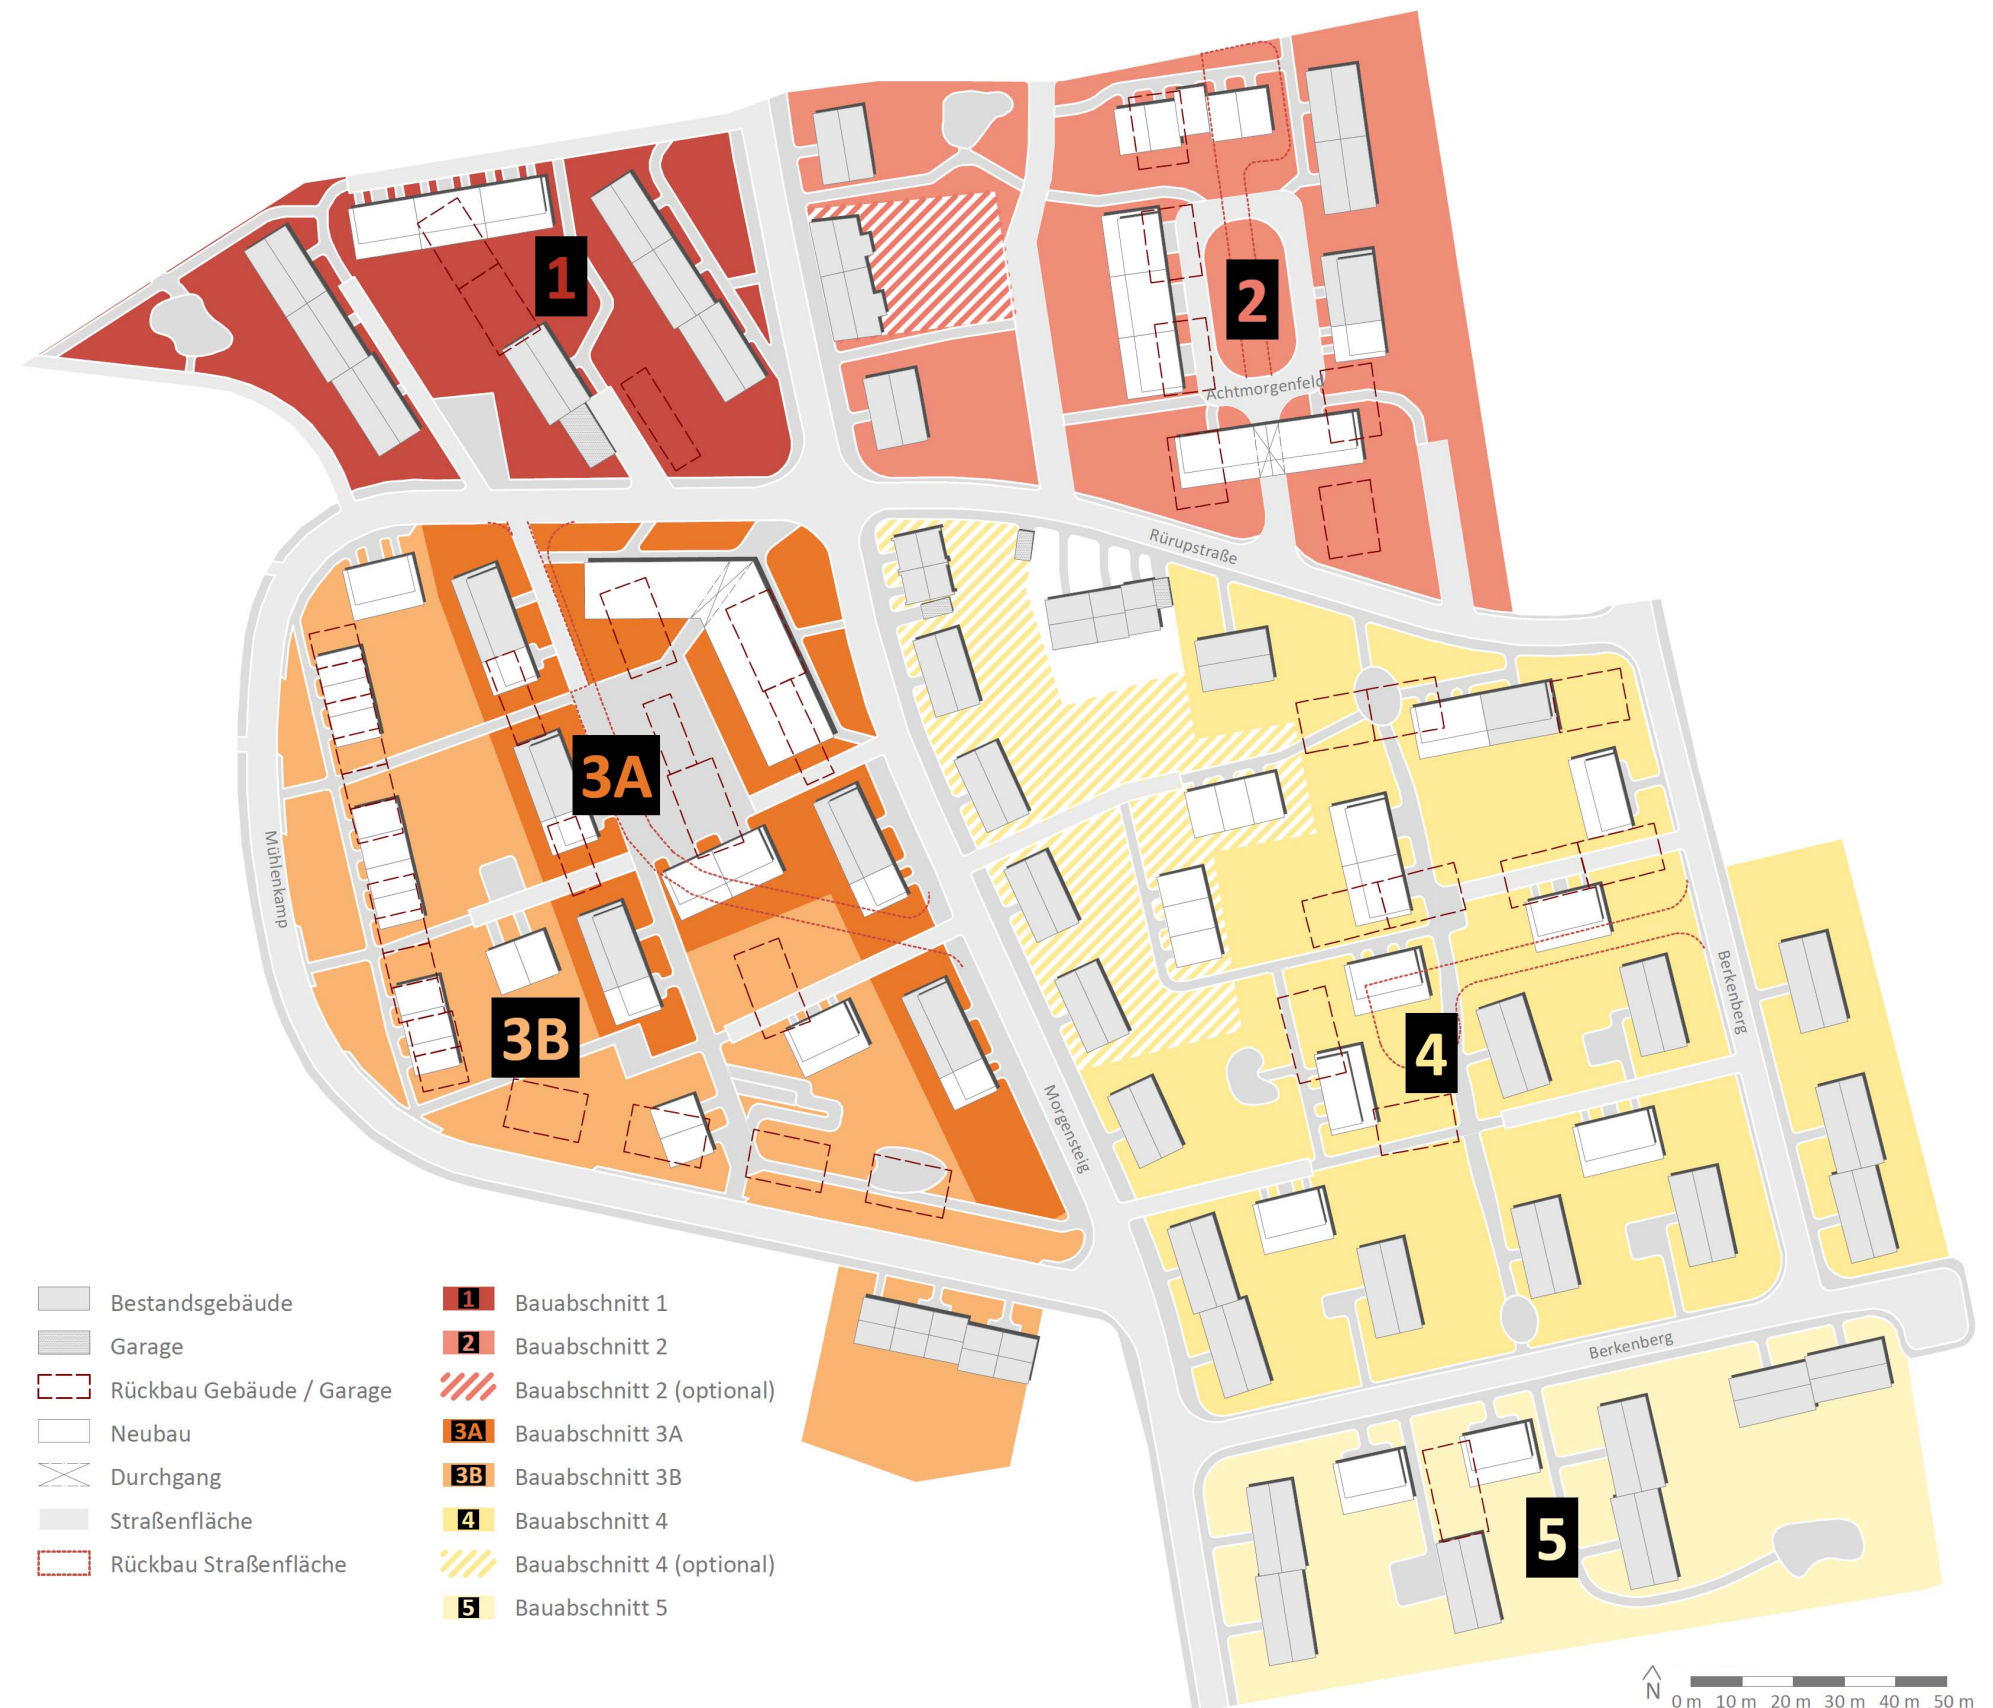 1
2
Achtmorgenfeld
Rürupstraße
3A
Mühlenkamp
3B
4
Berkenberg
Morgensteig
Berkenberg
5
Bestandsgebäude
Garage
Rückbau Gebäude / Garage
Neubau
Durchgang
Straßenfläche
Rückbau Straßenfläche
1 Bauabschnitt 1
2 Bauabschnitt 2
Bauabschnitt 2 (optional)
3A Bauabschnitt 3A
3B Bauabschnitt 3B
4 Bauabschnitt 4
Bauabschnitt 4 (optional)
5 Bauabschnitt 5
N
0 m 10 m 20 m 30 m 40 m 50 m